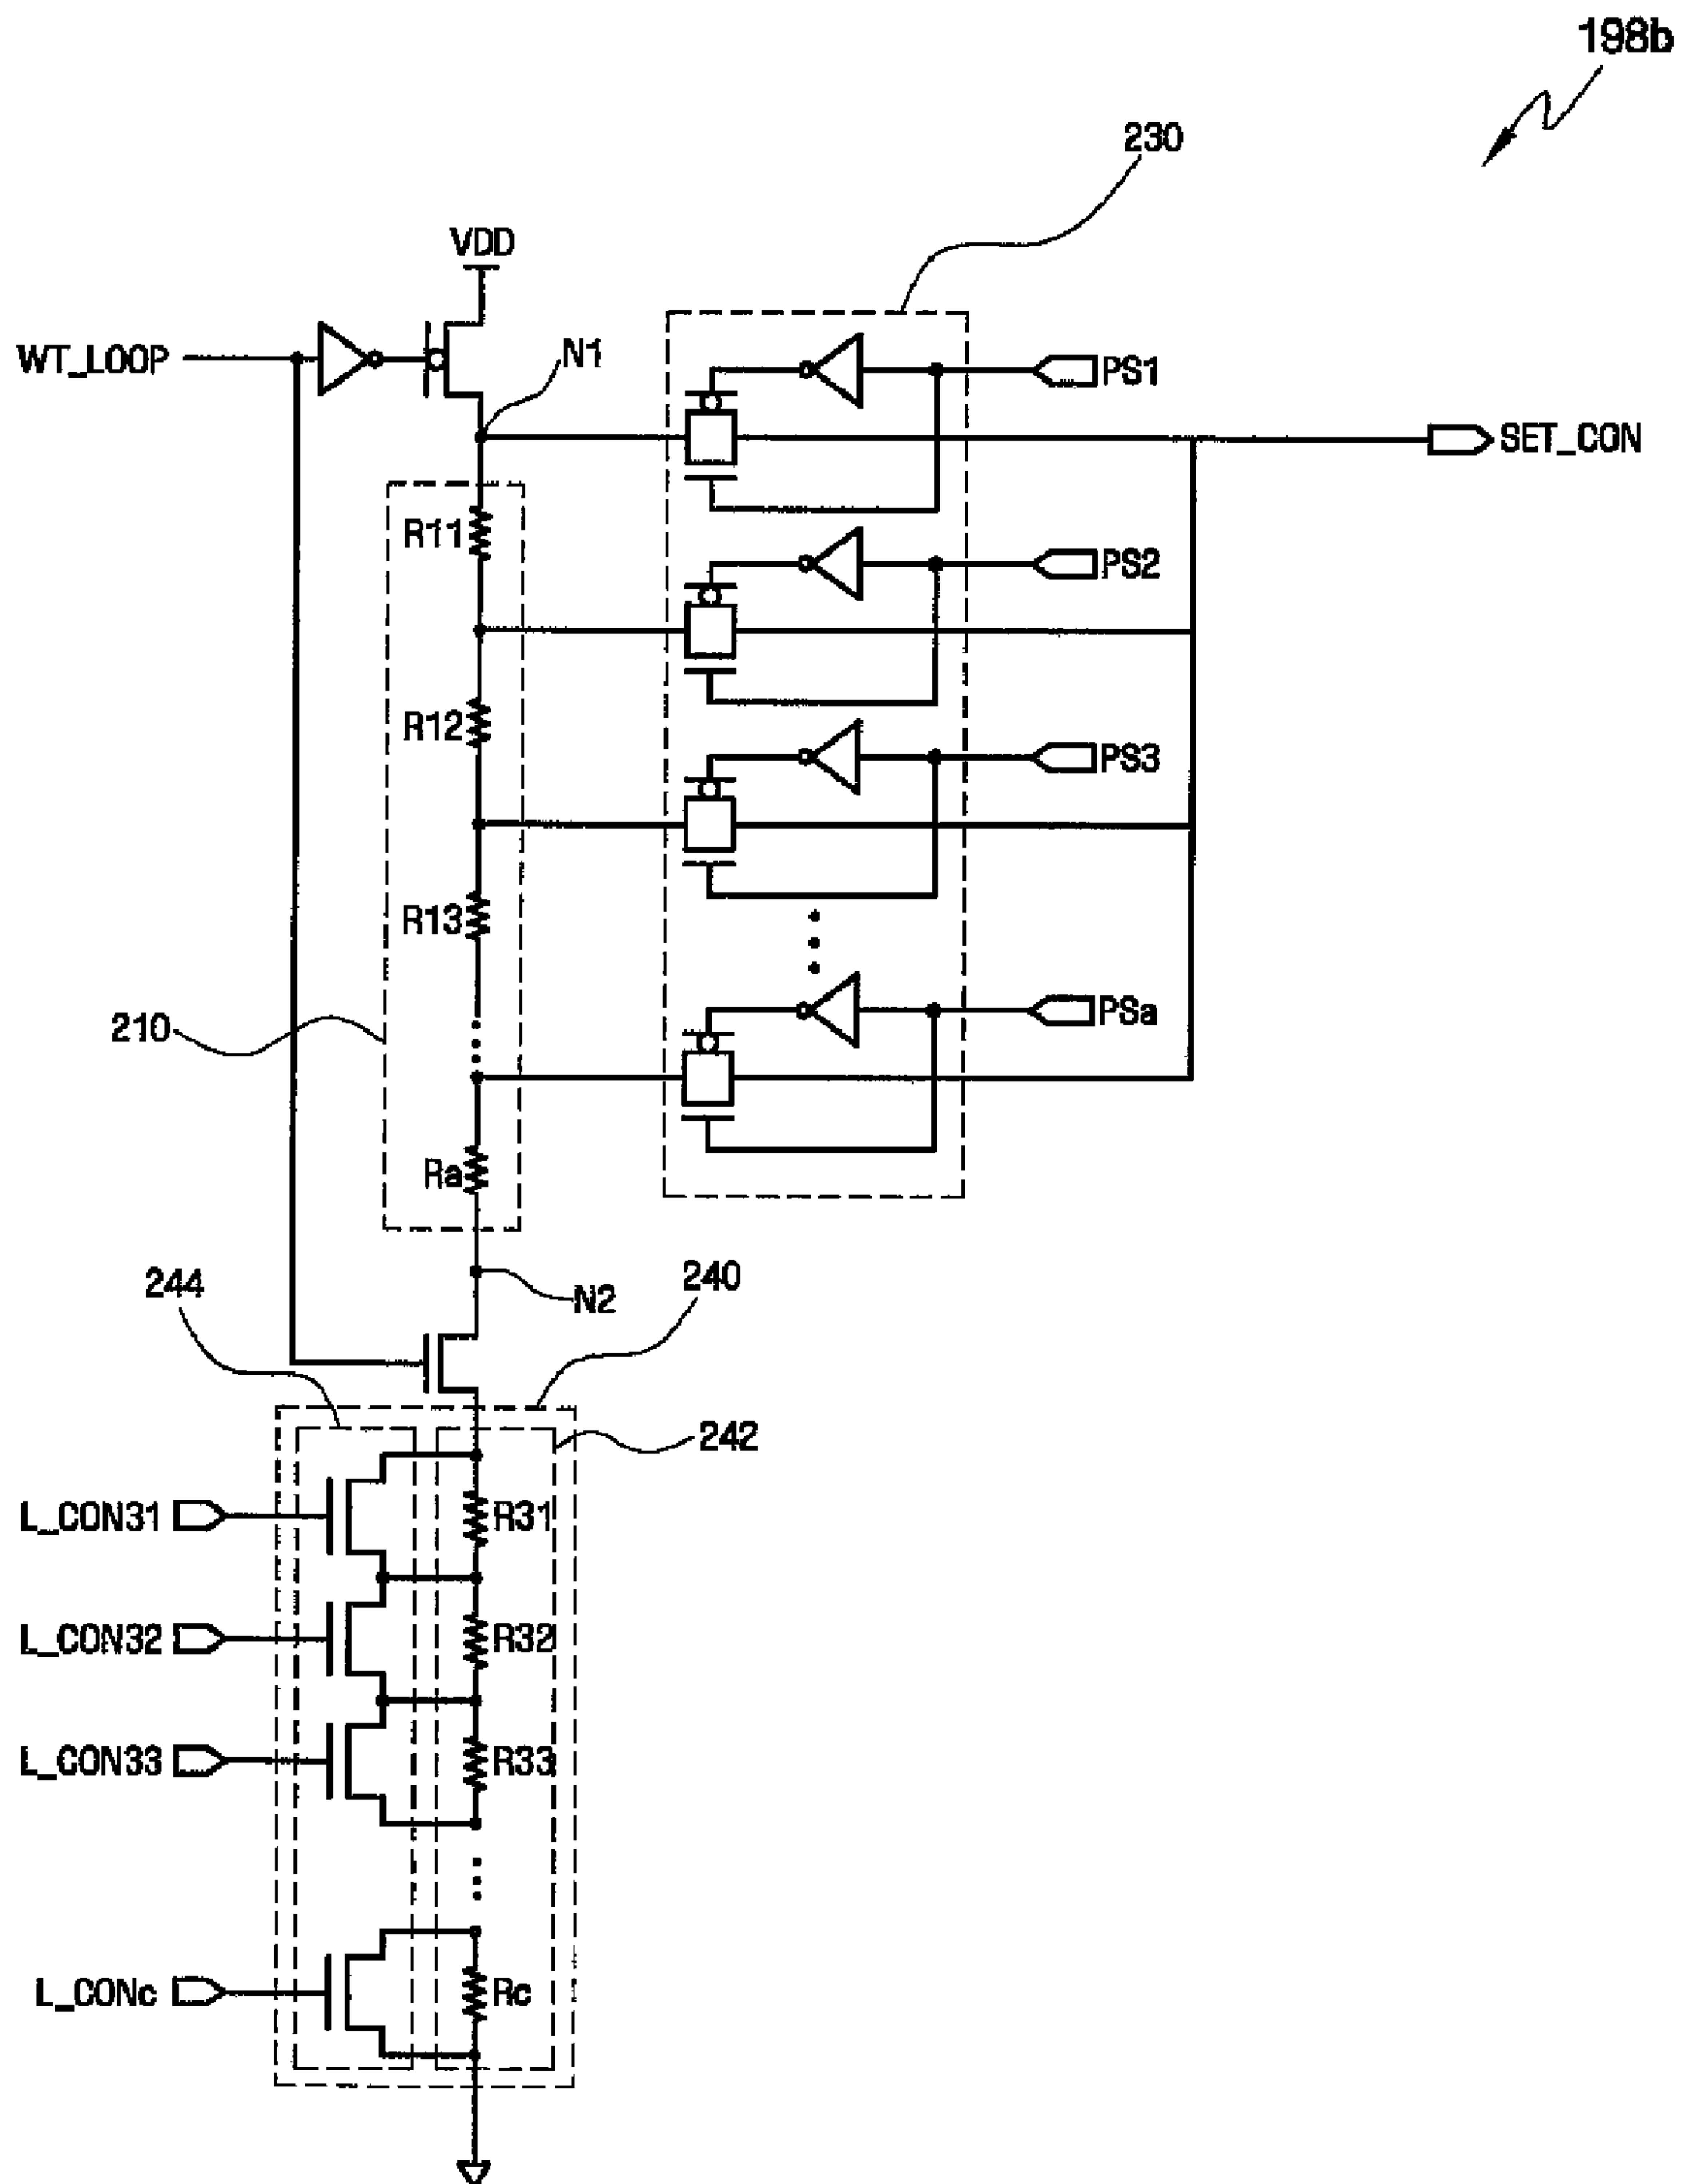 198b
230
VDD
WT_LOOP
N1
PS1
SET_CON
R11
PS2
R12
PS3
R13
210
PSa
Ra
244
240
N2
242
L_CON31
R31
L_CON32
R32
L_CON33
R33
L_CONc
Rc